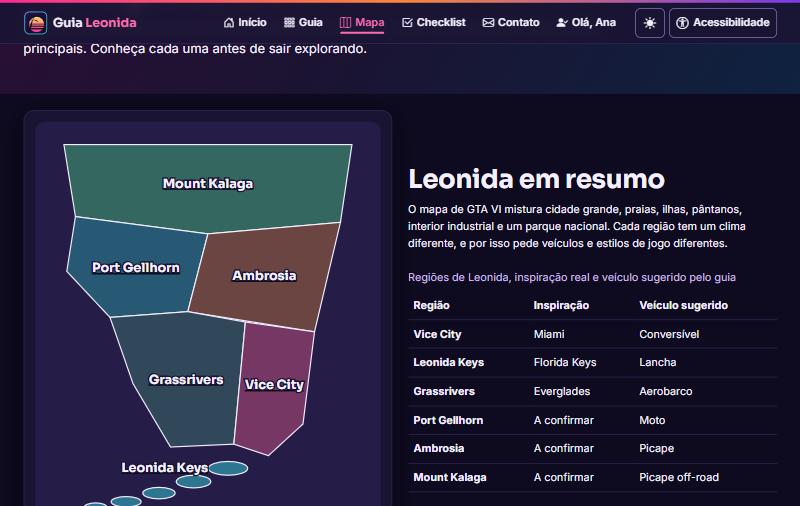 Guia Leonida
Início
Guia
Mapa
Checklist
Contato
Olá, Ana
Acessibilidade
principais. Conheça cada uma antes de sair explorando.
Mount Kalaga
Port Gellhorn
Ambrosia
Grassrivers
Vice City
Leonida Keys
Leonida em resumo
O mapa de GTA VI mistura cidade grande, praias, ilhas, pântanos,
interior industrial e um parque nacional. Cada região tem um clima
diferente, e por isso pede veículos e estilos de jogo diferentes.
Regiões de Leonida, inspiração real e veículo sugerido pelo guia
Região Inspiração Veículo sugerido
Vice City Miami Conversível
Leonida Keys Florida Keys Lancha
Grassrivers Everglades Aerobarco
Port Gellhorn A confirmar Moto
Ambrosia A confirmar Picape
Mount Kalaga A confirmar Picape off-road